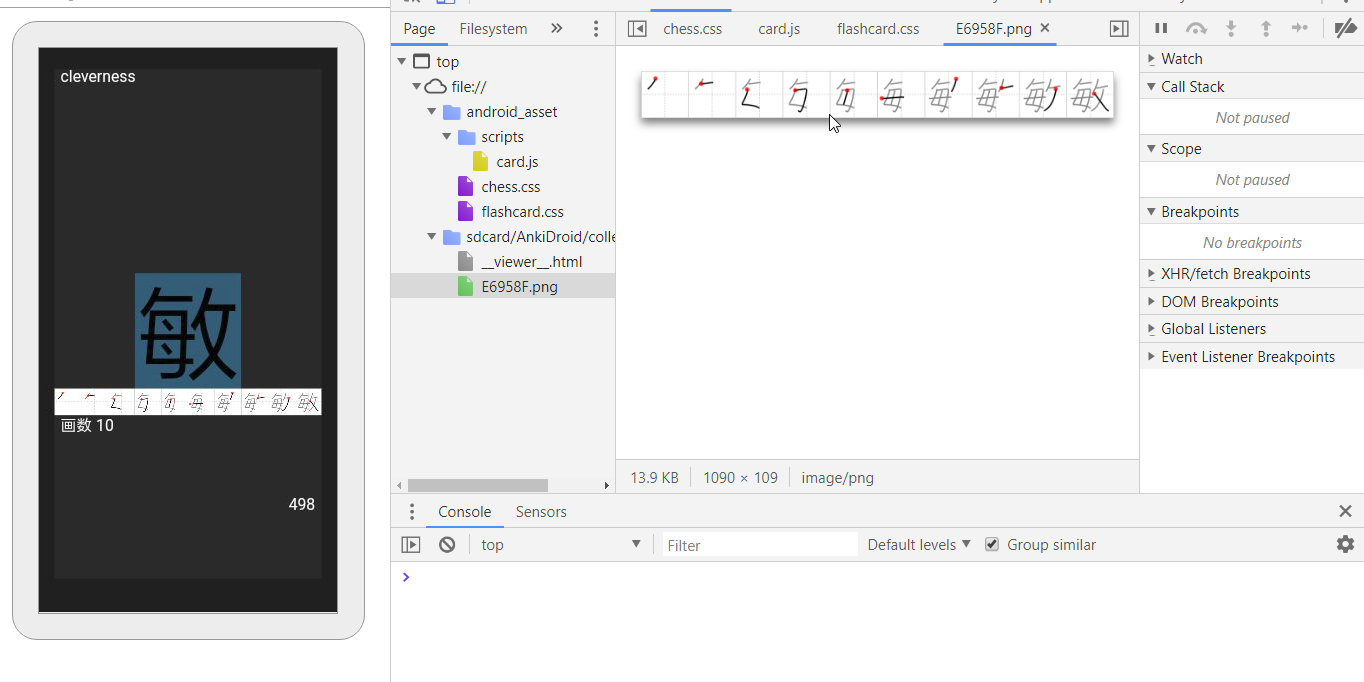 cleverness
敏
画数 10
498
Page Filesystem
top
file://
android_asset
scripts
card.js
chess.css
flashcard.css
sdcard/AnkiDroid/colle
__viewer__.html
E6958F.png
chess.css card.js flashcard.css E6958F.png
13.9 KB 1090 × 109 image/png
Watch
Call Stack
Not paused
Scope
Not paused
Breakpoints
No breakpoints
XHR/fetch Breakpoints
DOM Breakpoints
Global Listeners
Event Listener Breakpoints
Console Sensors
top Filter Default levels Group similar